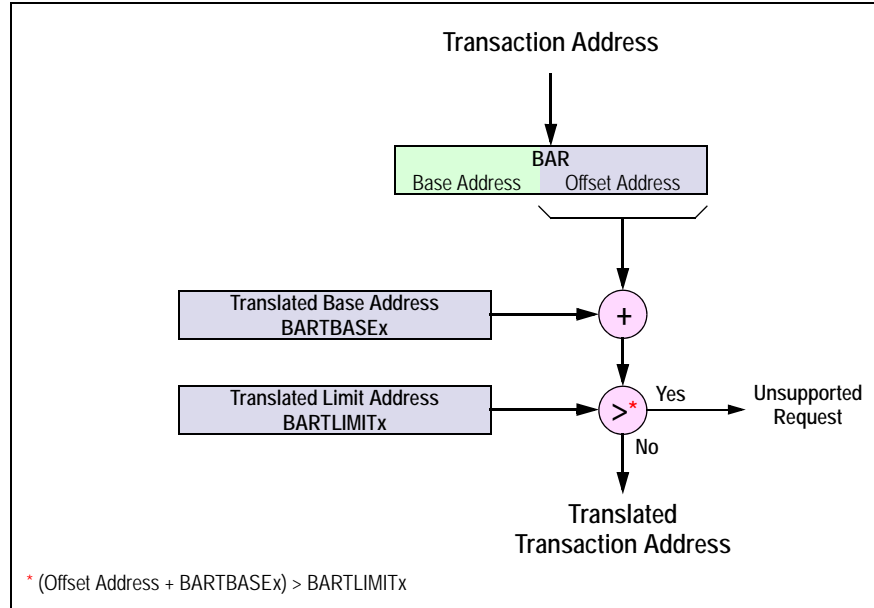 Transaction Address
BAR
Base Address Offset Address
Translated Base Address
BARTBASEx
+
Translated Limit Address
BARTLIMITx
>*
Yes
Unsupported
Request
No
Translated
Transaction Address
* (Offset Address + BARTBASEx) > BARTLIMITx